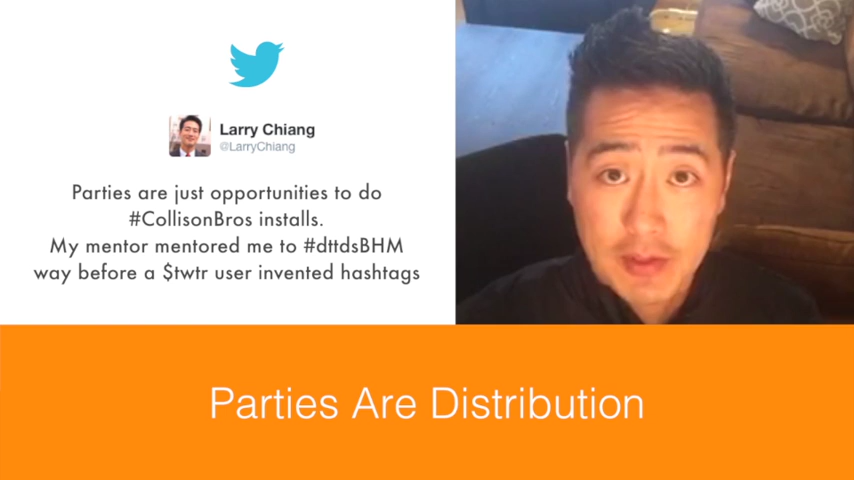 Larry Chiang
@LarryChiang
Parties are just opportunities to do
#CollisonBros installs.
My mentor mentored me to #dttdsBHM
way before a $twtr user invented hashtags
Parties Are Distribution